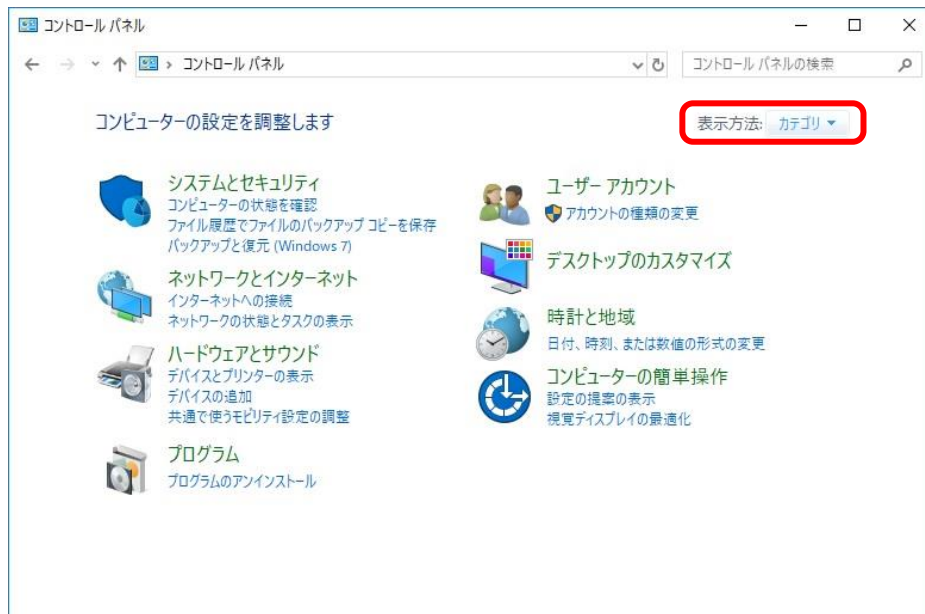 コントロール パネル
コントロール パネル
コントロール パネルの検索
コンピューターの設定を調整します
表示方法: カテゴリ
システムとセキュリティ
コンピューターの状態を確認
ファイル履歴でファイルのバックアップ コピーを保存
バックアップと復元 (Windows 7)
ネットワークとインターネット
インターネットへの接続
ネットワークの状態とタスクの表示
ハードウェアとサウンド
デバイスとプリンターの表示
デバイスの追加
共通で使うモビリティ設定の調整
プログラム
プログラムのアンインストール
ユーザー アカウント
アカウントの種類の変更
デスクトップのカスタマイズ
時計と地域
日付、時刻、または数値の形式の変更
コンピューターの簡単操作
設定の提案の表示
視覚ディスプレイの最適化